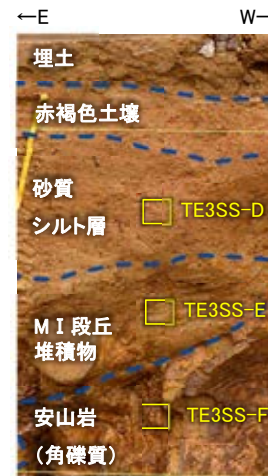 ←E W─
埋土
赤褐色土壌
砂質
シルト層
TE3SS-D
TE3SS-E
MⅠ段丘
堆積物
安山岩
(角礫質)
TE3SS-F